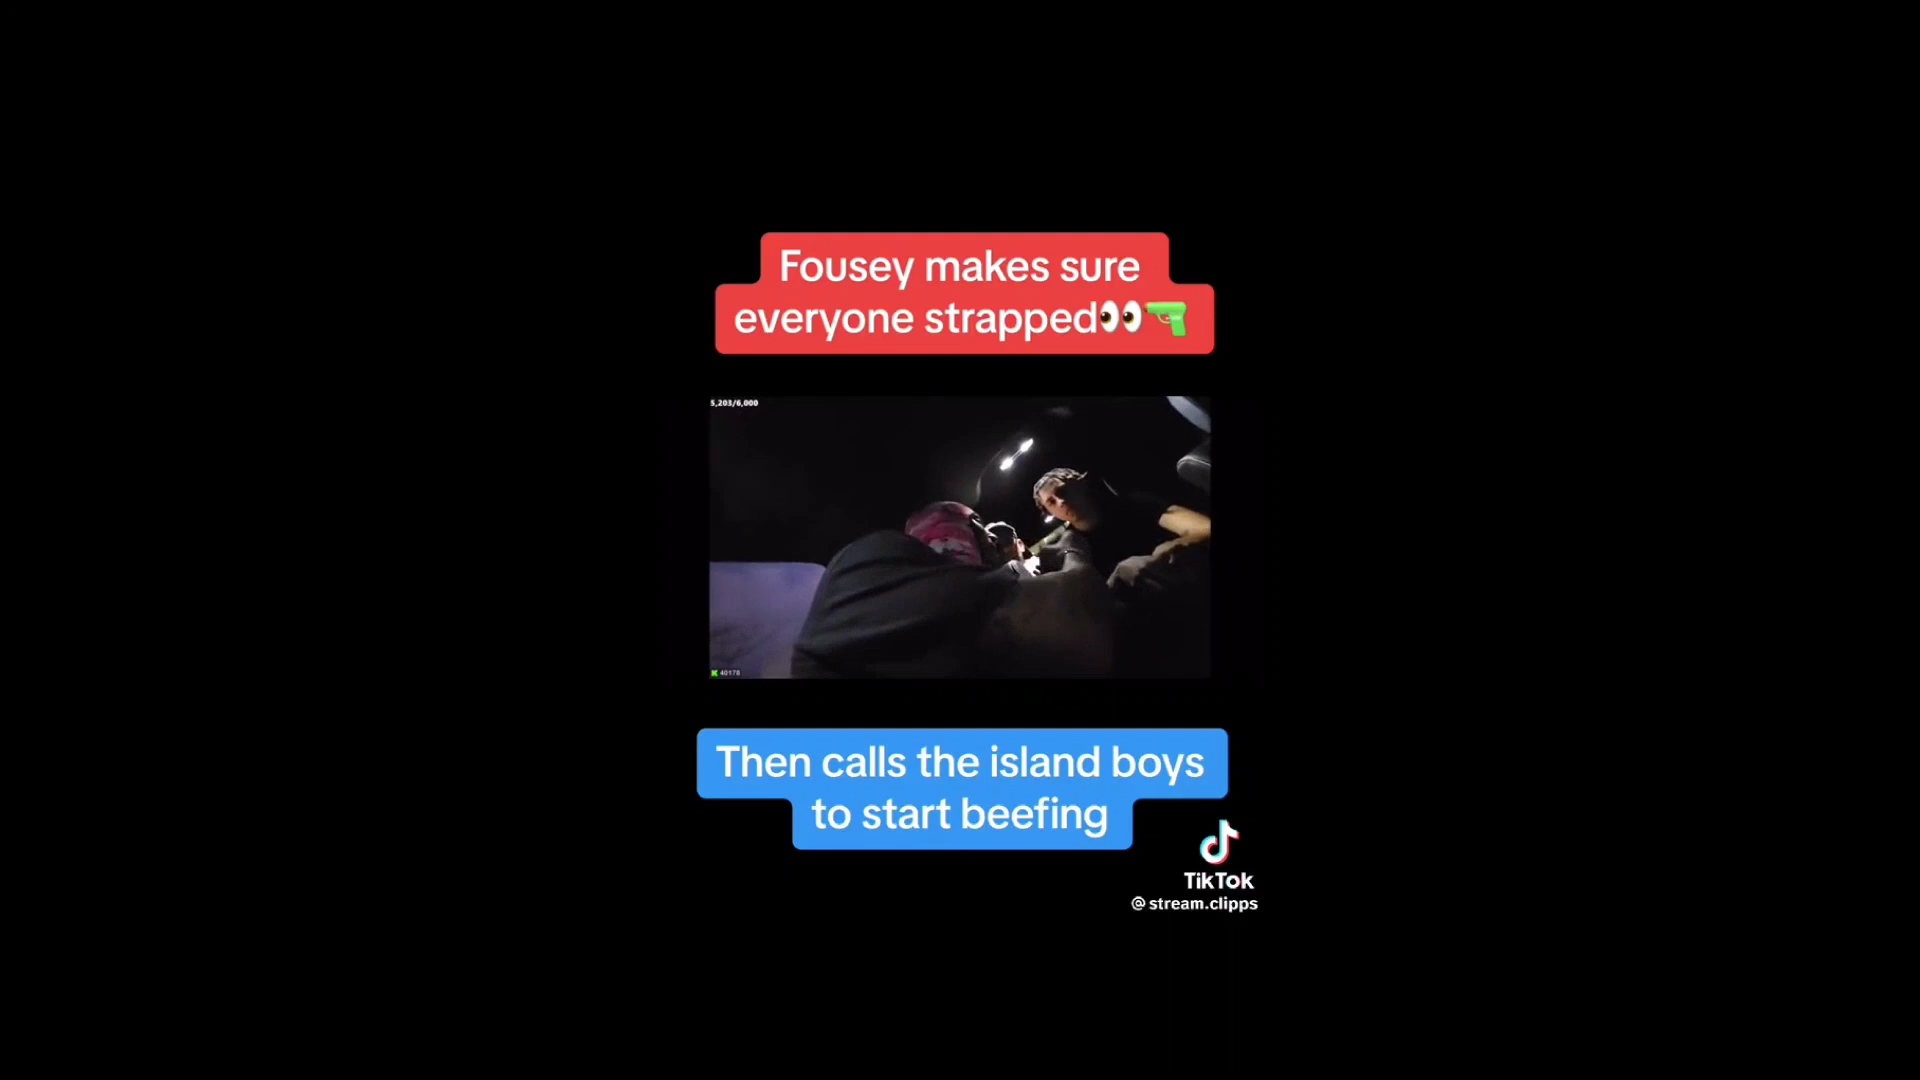 Fousey makes sure
everyone strapped👀🔫
5,203/6,000
40178
Then calls the island boys
to start beefing
TikTok
@stream.clipps